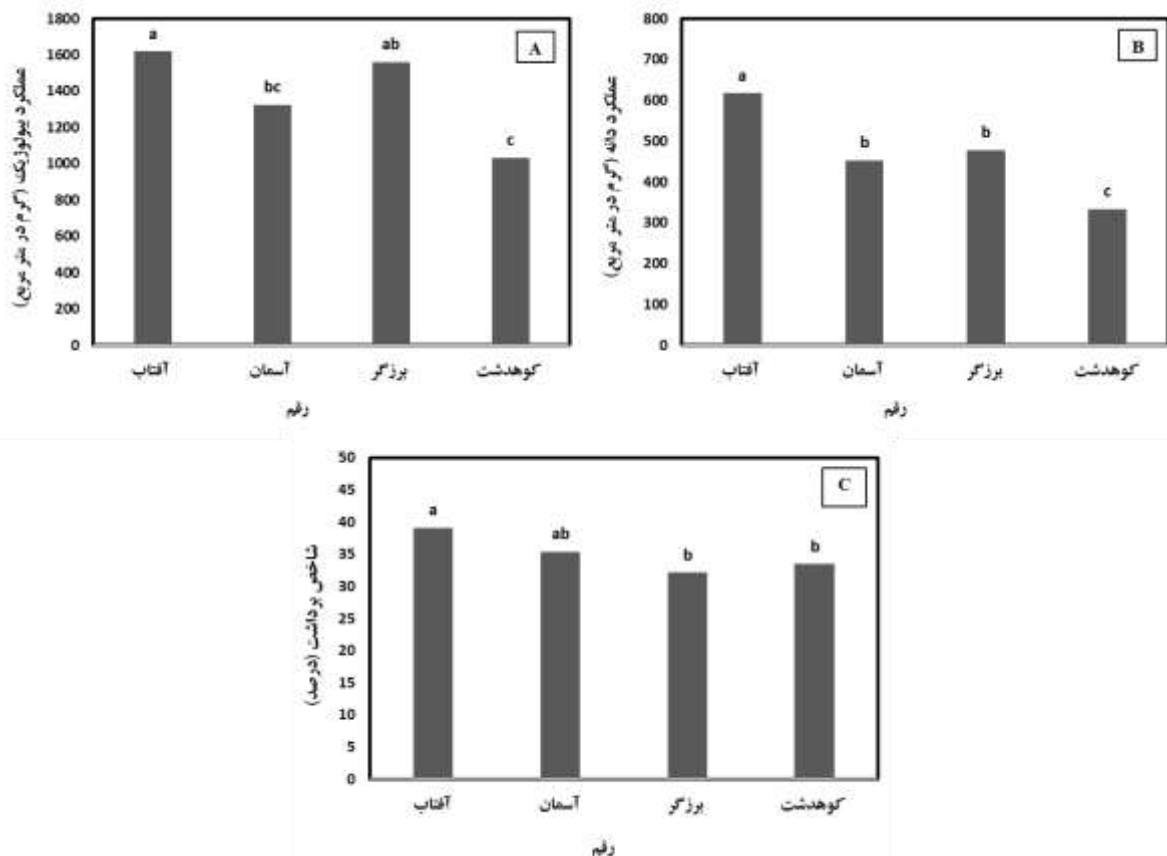 عملکرد بیولوژیک (گرم در متر مربع)
1800
1600
1400
1200
1000
800
600
400
200
0
A
a
bc
ab
c
آفتاب
آسمان
برزگر
کوهدشت
رقم
عملکرد دانه (گرم در متر مربع)
800
700
600
500
400
300
200
100
0
B
a
b
b
c
آفتاب
آسمان
برزگر
کوهدشت
رقم
شاخص برداشت (درصد)
50
45
40
35
30
25
20
15
10
5
0
C
a
ab
b
b
آفتاب
آسمان
برزگر
کوهدشت
رقم